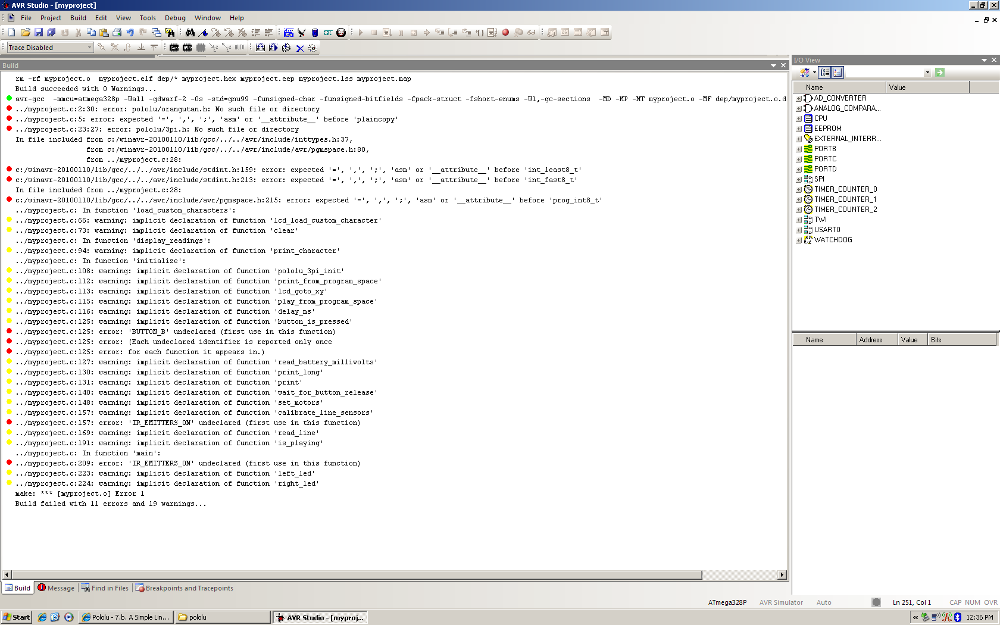 AVR Studio - [myproject]
File Project Build Edit View Tools Debug Window Help
Trace Disabled
Con AVR AUTO
Build
rm -rf myproject.o  myproject.elf dep/* myproject.hex myproject.eep myproject.lss myproject.map
Build succeeded with 0 Warnings...
avr-gcc  -mmcu=atmega328p -Wall -gdwarf-2 -Os -std=gnu99 -funsigned-char -funsigned-bitfields -fpack-struct -fshort-enums -Wl,-gc-sections  -MD -MP -MT myproject.o -MF dep/myproject.o.d
../myproject.c:2:30: error: pololu/orangutan.h: No such file or directory
../myproject.c:5: error: expected '=', ',', ';', 'asm' or '__attribute__' before 'plaincopy'
../myproject.c:23:27: error: pololu/3pi.h: No such file or directory
In file included from c:/winavr-20100110/lib/gcc/../../avr/include/inttypes.h:37,
from c:/winavr-20100110/lib/gcc/../../avr/include/avr/pgmspace.h:80,
from ../myproject.c:28:
c:/winavr-20100110/lib/gcc/../../avr/include/stdint.h:159: error: expected '=', ',', ';', 'asm' or '__attribute__' before 'int_least8_t'
c:/winavr-20100110/lib/gcc/../../avr/include/stdint.h:213: error: expected '=', ',', ';', 'asm' or '__attribute__' before 'int_fast8_t'
In file included from ../myproject.c:28:
c:/winavr-20100110/lib/gcc/../../avr/include/avr/pgmspace.h:215: error: expected '=', ',', ';', 'asm' or '__attribute__' before 'prog_int8_t'
../myproject.c: In function 'load_custom_characters':
../myproject.c:66: warning: implicit declaration of function 'lcd_load_custom_character'
../myproject.c:73: warning: implicit declaration of function 'clear'
../myproject.c: In function 'display_readings':
../myproject.c:94: warning: implicit declaration of function 'print_character'
../myproject.c: In function 'initialize':
../myproject.c:108: warning: implicit declaration of function 'pololu_3pi_init'
../myproject.c:112: warning: implicit declaration of function 'print_from_program_space'
../myproject.c:113: warning: implicit declaration of function 'lcd_goto_xy'
../myproject.c:115: warning: implicit declaration of function 'play_from_program_space'
../myproject.c:116: warning: implicit declaration of function 'delay_ms'
../myproject.c:125: warning: implicit declaration of function 'button_is_pressed'
../myproject.c:125: error: 'BUTTON_B' undeclared (first use in this function)
../myproject.c:125: error: (Each undeclared identifier is reported only once
../myproject.c:125: error: for each function it appears in.)
../myproject.c:127: warning: implicit declaration of function 'read_battery_millivolts'
../myproject.c:130: warning: implicit declaration of function 'print_long'
../myproject.c:131: warning: implicit declaration of function 'print'
../myproject.c:140: warning: implicit declaration of function 'wait_for_button_release'
../myproject.c:148: warning: implicit declaration of function 'set_motors'
../myproject.c:157: warning: implicit declaration of function 'calibrate_line_sensors'
../myproject.c:157: error: 'IR_EMITTERS_ON' undeclared (first use in this function)
../myproject.c:169: warning: implicit declaration of function 'read_line'
../myproject.c:191: warning: implicit declaration of function 'is_playing'
../myproject.c: In function 'main':
../myproject.c:209: error: 'IR_EMITTERS_ON' undeclared (first use in this function)
../myproject.c:223: warning: implicit declaration of function 'left_led'
../myproject.c:224: warning: implicit declaration of function 'right_led'
make: *** [myproject.o] Error 1
Build failed with 11 errors and 19 warnings...
Build Message Find in Files Breakpoints and Tracepoints
I/O View
Name Value
AD_CONVERTER
ANALOG_COMPARA...
CPU
EEPROM
EXTERNAL_INTERR...
PORTB
PORTC
PORTD
SPI
TIMER_COUNTER_0
TIMER_COUNTER_1
TIMER_COUNTER_2
TWI
USART0
WATCHDOG
Name Address Value Bits
ATmega328P AVR Simulator Auto Ln 251, Col 1 CAP NUM OVR
Start Pololu - 7.b. A Simple Lin... pololu AVR Studio - [myproj... 12:36 PM